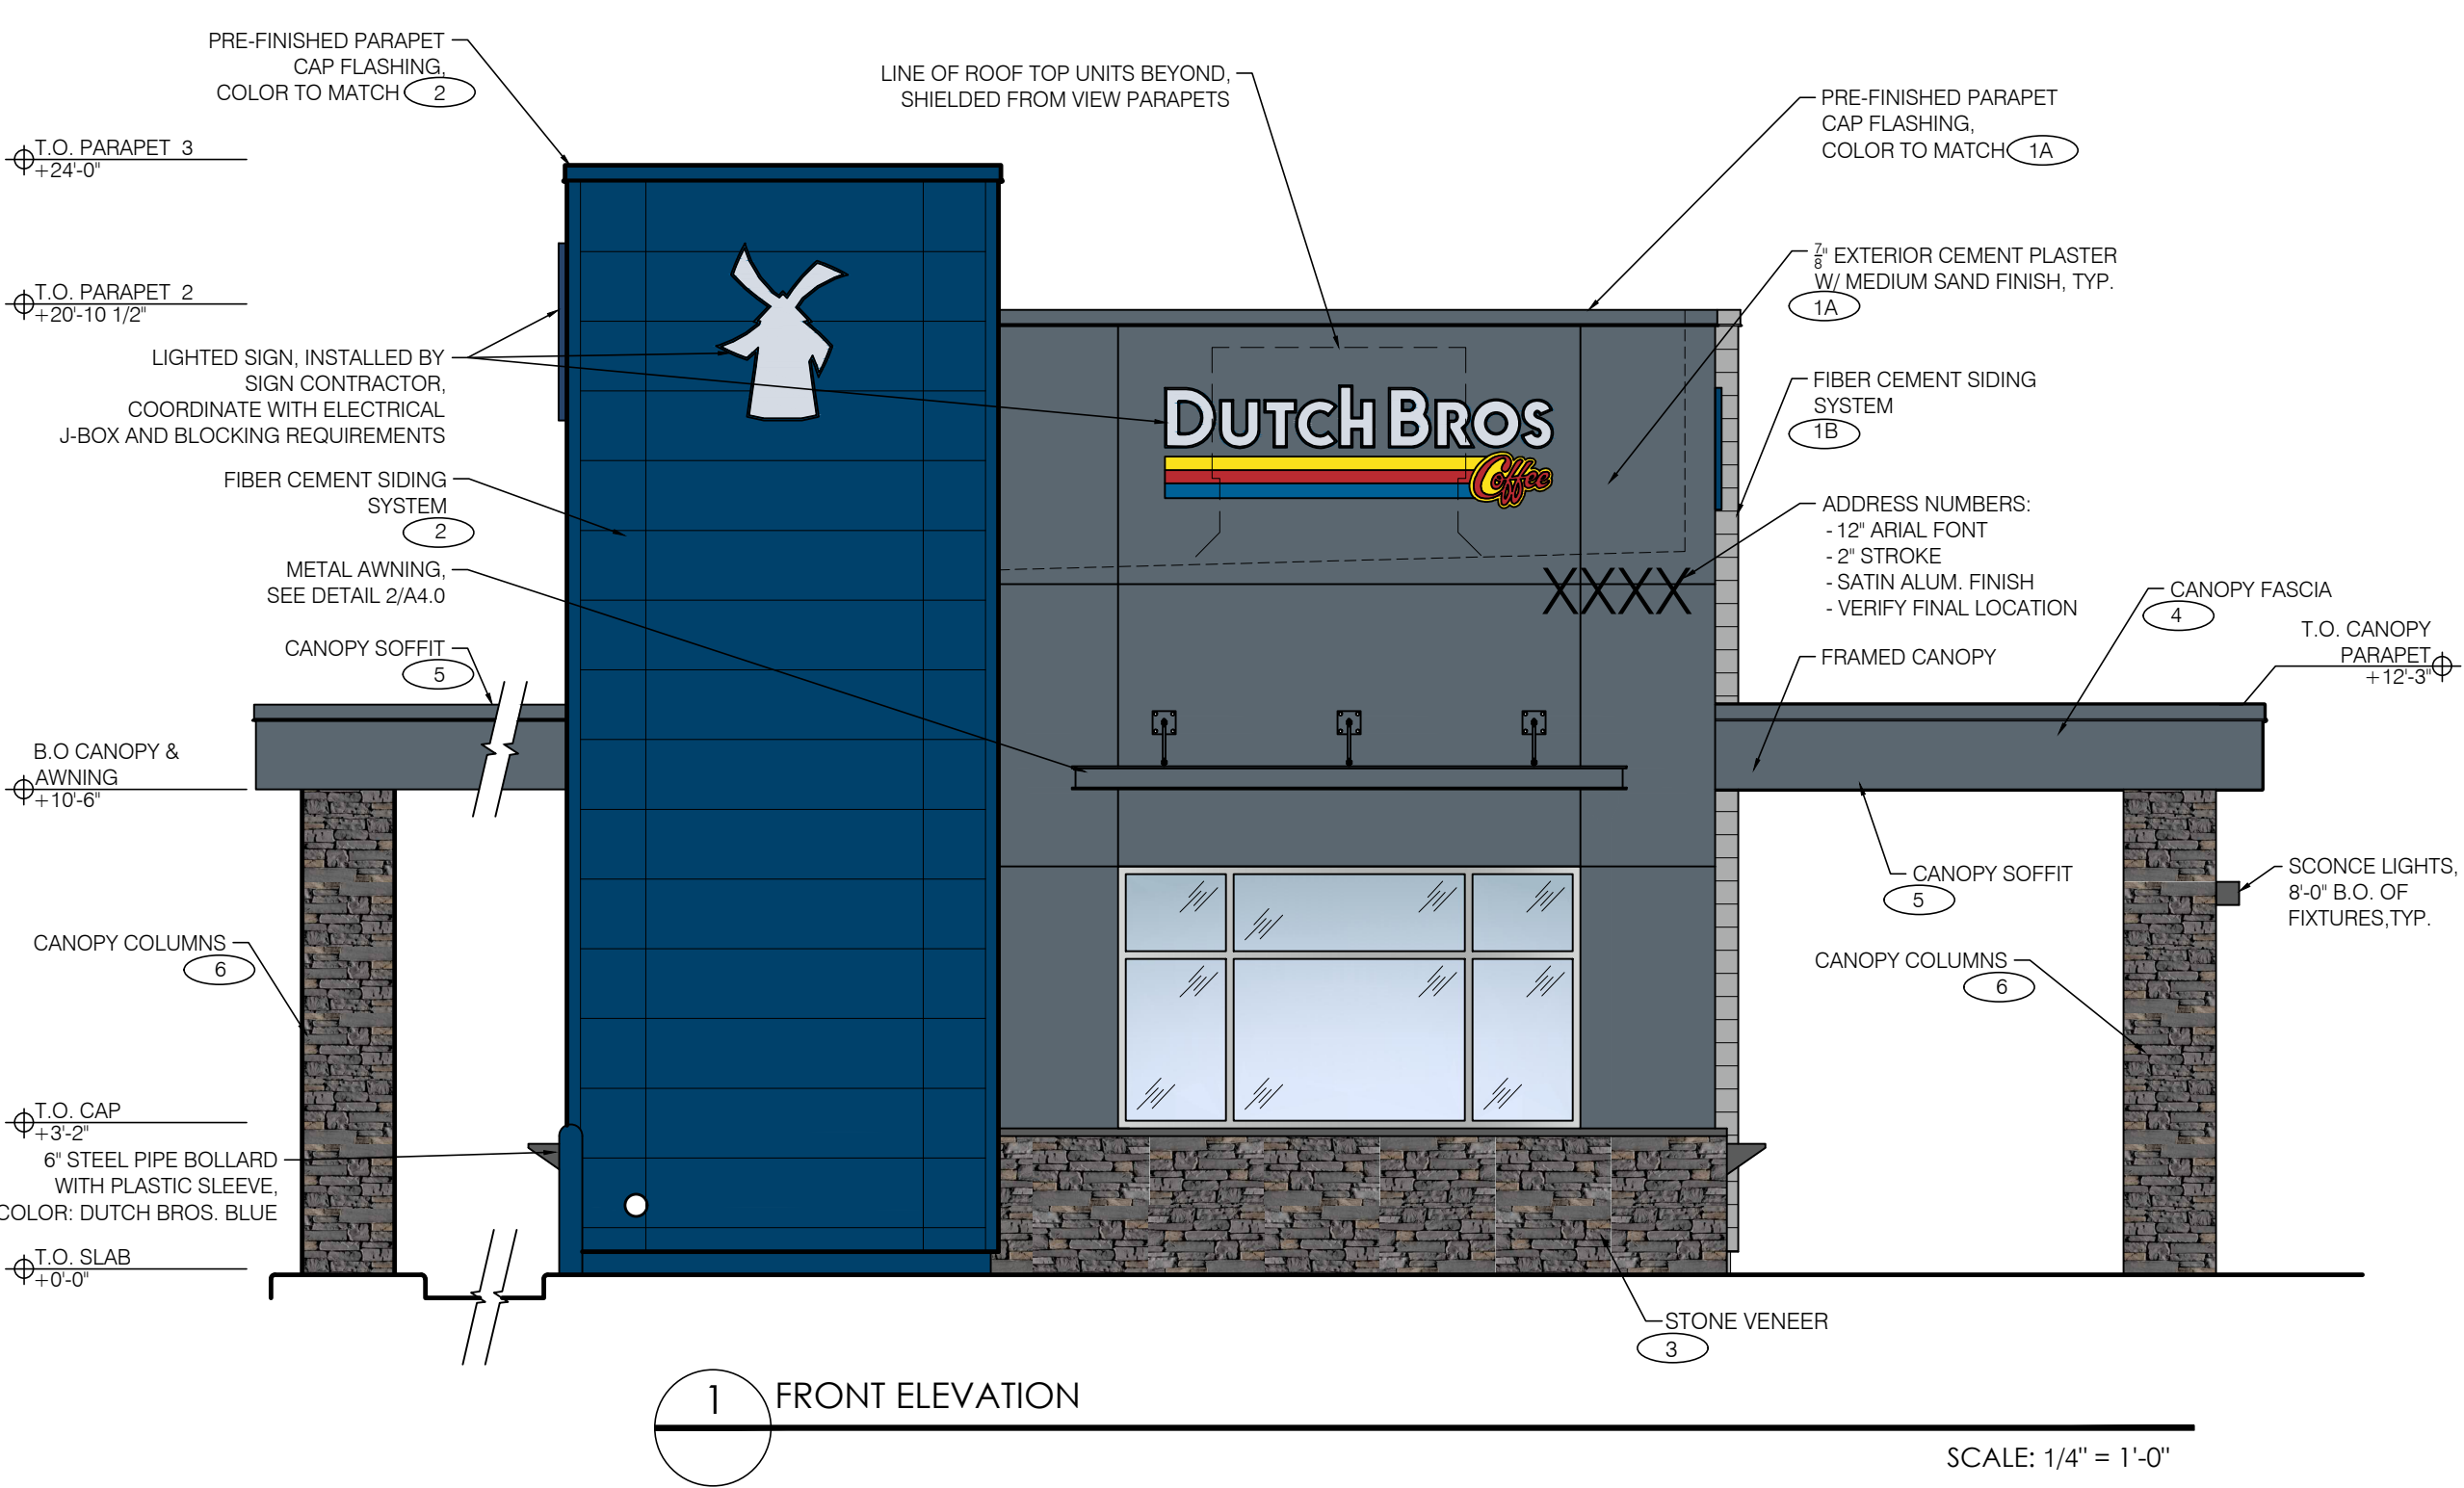 PRE-FINISHED PARAPET
CAP FLASHING,
COLOR TO MATCH 2
LINE OF ROOF TOP UNITS BEYOND,
SHIELDED FROM VIEW PARAPETS
PRE-FINISHED PARAPET
CAP FLASHING,
COLOR TO MATCH 1A
T.O. PARAPET 3
+24'-0"
7/8" EXTERIOR CEMENT PLASTER
W/ MEDIUM SAND FINISH, TYP.
1A
T.O. PARAPET 2
+20'-10 1/2"
LIGHTED SIGN, INSTALLED BY
SIGN CONTRACTOR,
COORDINATE WITH ELECTRICAL
J-BOX AND BLOCKING REQUIREMENTS
FIBER CEMENT SIDING
SYSTEM
1B
DUTCH BROS
Coffee
FIBER CEMENT SIDING
SYSTEM
2
ADDRESS NUMBERS:
- 12" ARIAL FONT
- 2" STROKE
- SATIN ALUM. FINISH
- VERIFY FINAL LOCATION
XXXX
METAL AWNING,
SEE DETAIL 2/A4.0
CANOPY FASCIA
4
T.O. CANOPY
PARAPET
+12'-3"
CANOPY SOFFIT
5
FRAMED CANOPY
B.O CANOPY &
AWNING
+10'-6"
CANOPY SOFFIT
5
SCONCE LIGHTS,
8'-0" B.O. OF
FIXTURES,TYP.
CANOPY COLUMNS
6
CANOPY COLUMNS
6
T.O. CAP
+3'-2"
6" STEEL PIPE BOLLARD
WITH PLASTIC SLEEVE,
COLOR: DUTCH BROS. BLUE
T.O. SLAB
+0'-0"
STONE VENEER
3
1 FRONT ELEVATION
SCALE: 1/4" = 1'-0"